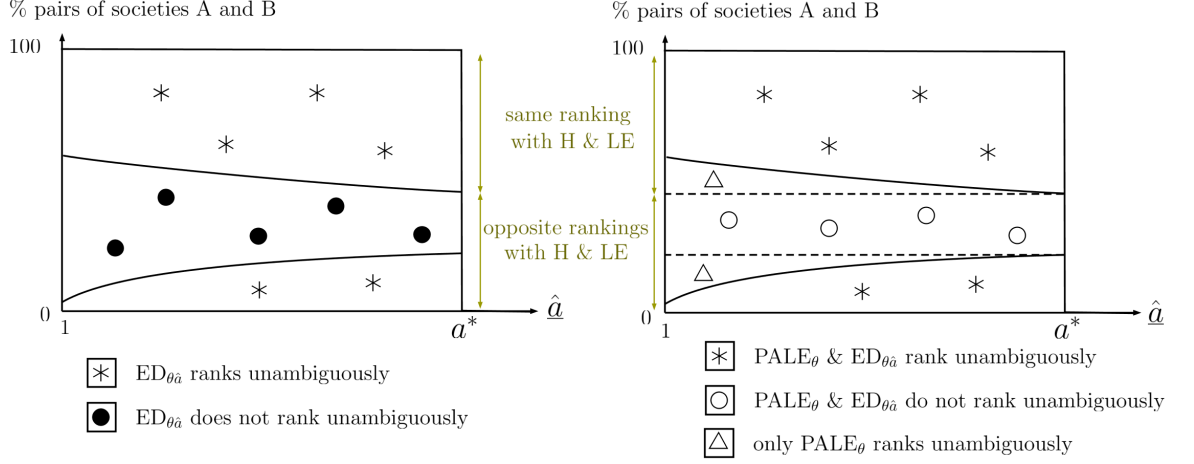 % pairs of societies A and B
100
0
1
a*
â
same ranking
with H & LE
opposite rankings
with H & LE
ED_θâ ranks unambiguously
ED_θâ does not rank unambiguously
% pairs of societies A and B
100
0
1
a*
â
PALE_θ & ED_θâ rank unambiguously
PALE_θ & ED_θâ do not rank unambiguously
only PALE_θ ranks unambiguously